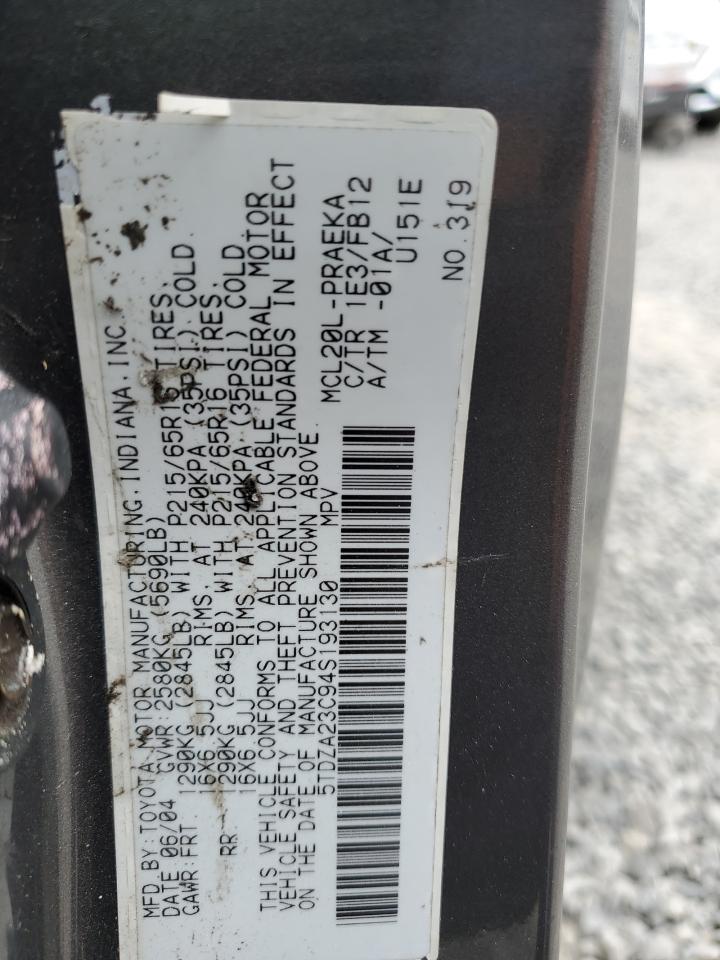 MFD.BY:TOYOTA MOTOR MANUFACTURING,INDIANA,INC.
DATE 06/04 GVWR:2580KG (5690LB)
GAWR:FRT 1290KG (2845LB) WITH P215/65R16 TIRES,
16X6.5JJ RIMS, AT 240KPA (35PSI) COLD
RR 1290KG (2845LB) WITH P215/65R16 TIRES,
16X6.5JJ RIMS, AT 240KPA (35PSI) COLD
THIS VEHICLE CONFORMS TO ALL APPLICABLE FEDERAL MOTOR
VEHICLE SAFETY AND THEFT PREVENTION STANDARDS IN EFFECT
ON THE DATE OF MANUFACTURE SHOWN ABOVE.
5TDZA23C94S193130 MPV
MCL20L-PRAEKA
C/TR 1E3/FB12
A/TM -01A/
U151E
NO.319